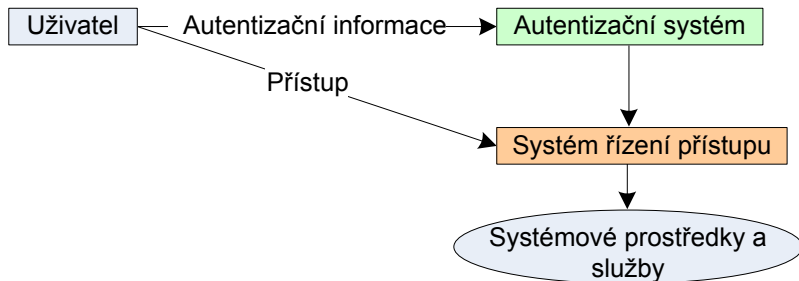 Uživatel
Autentizační informace
Autentizační systém
Přístup
Systém řízení přístupu
Systémové prostředky a
služby